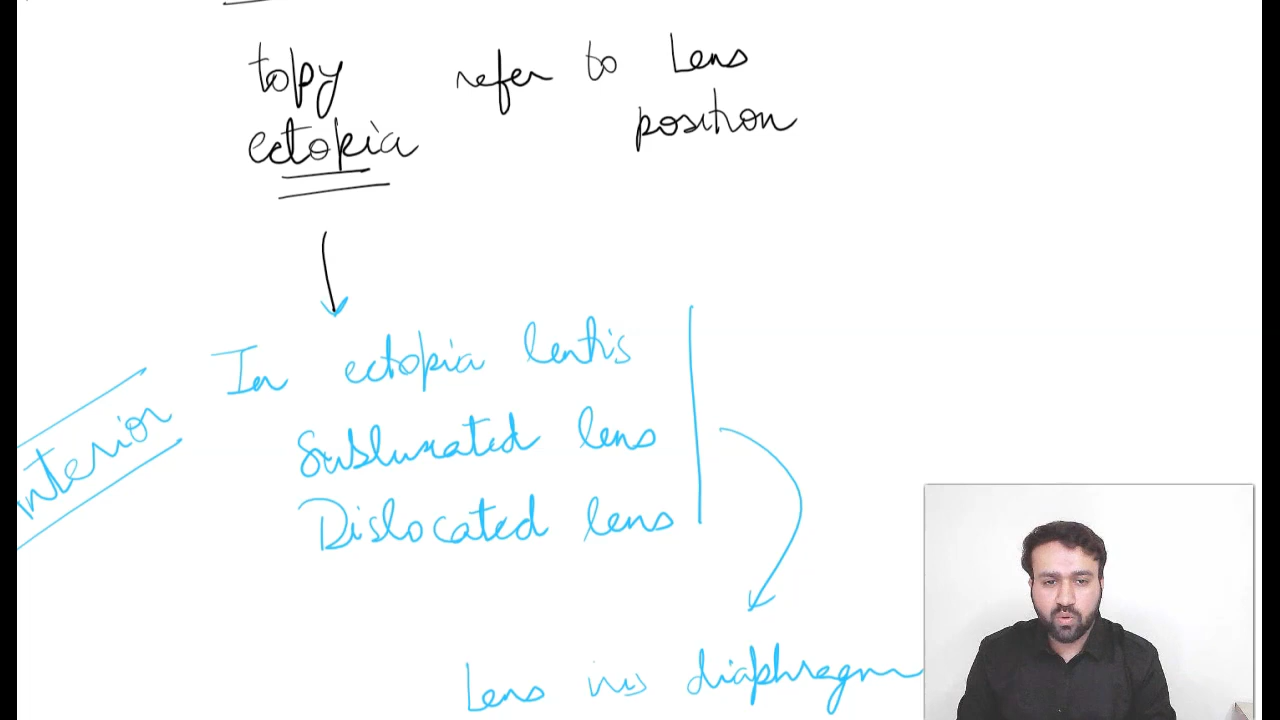 topy refer to Lens
ectopia position
In ectopia lentis
Subluxated lens
Dislocated lens
nterior
Lens iris diaphragm